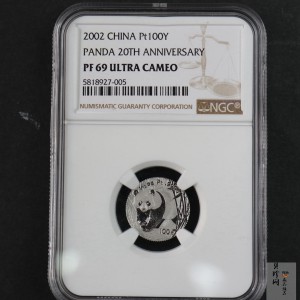 2002 CHINA Pt100Y
PANDA 20TH ANNIVERSARY
PF 69 ULTRA CAMEO
5818927-005
NUMISMATIC GUARANTY CORPORATION
NGC